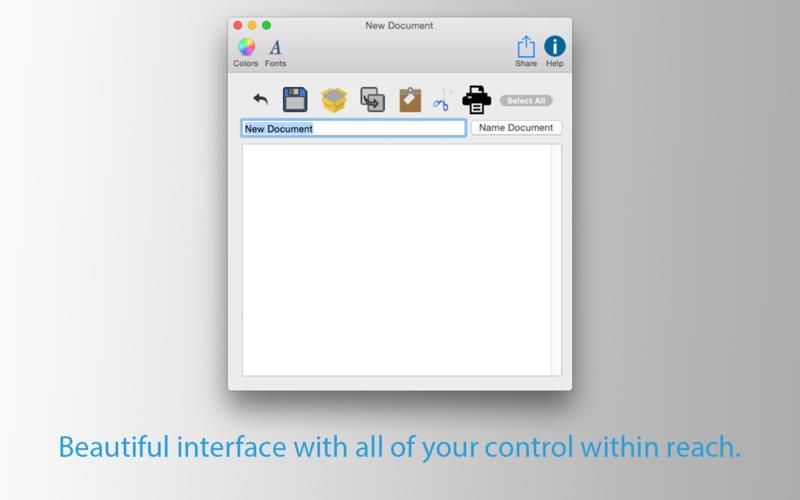 New Document
Colors Fonts Share Help
Select All
New Document Name Document
Beautiful interface with all of your control within reach.